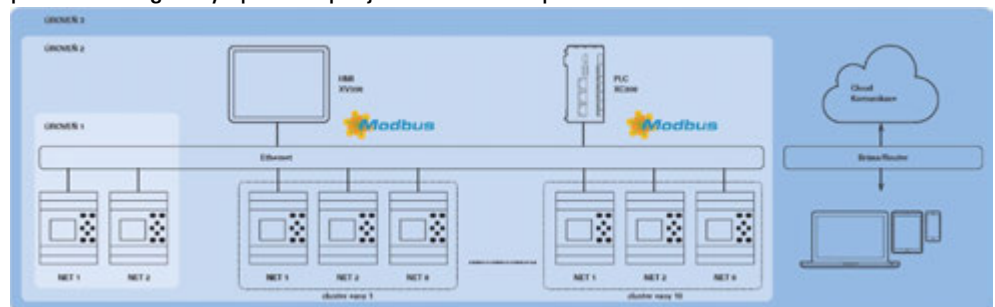 ÚROVEŇ 3
ÚROVEŇ 2
HMI
XV300
PLC
XC300
Cloud
Komunikace
ÚROVEŇ 1
Modbus
Modbus
Ethernet
Brána/Router
NET 1
NET 2
NET 1
NET 2
NET 8
NET 1
NET 2
NET 8
cluster easy 1
cluster easy 10